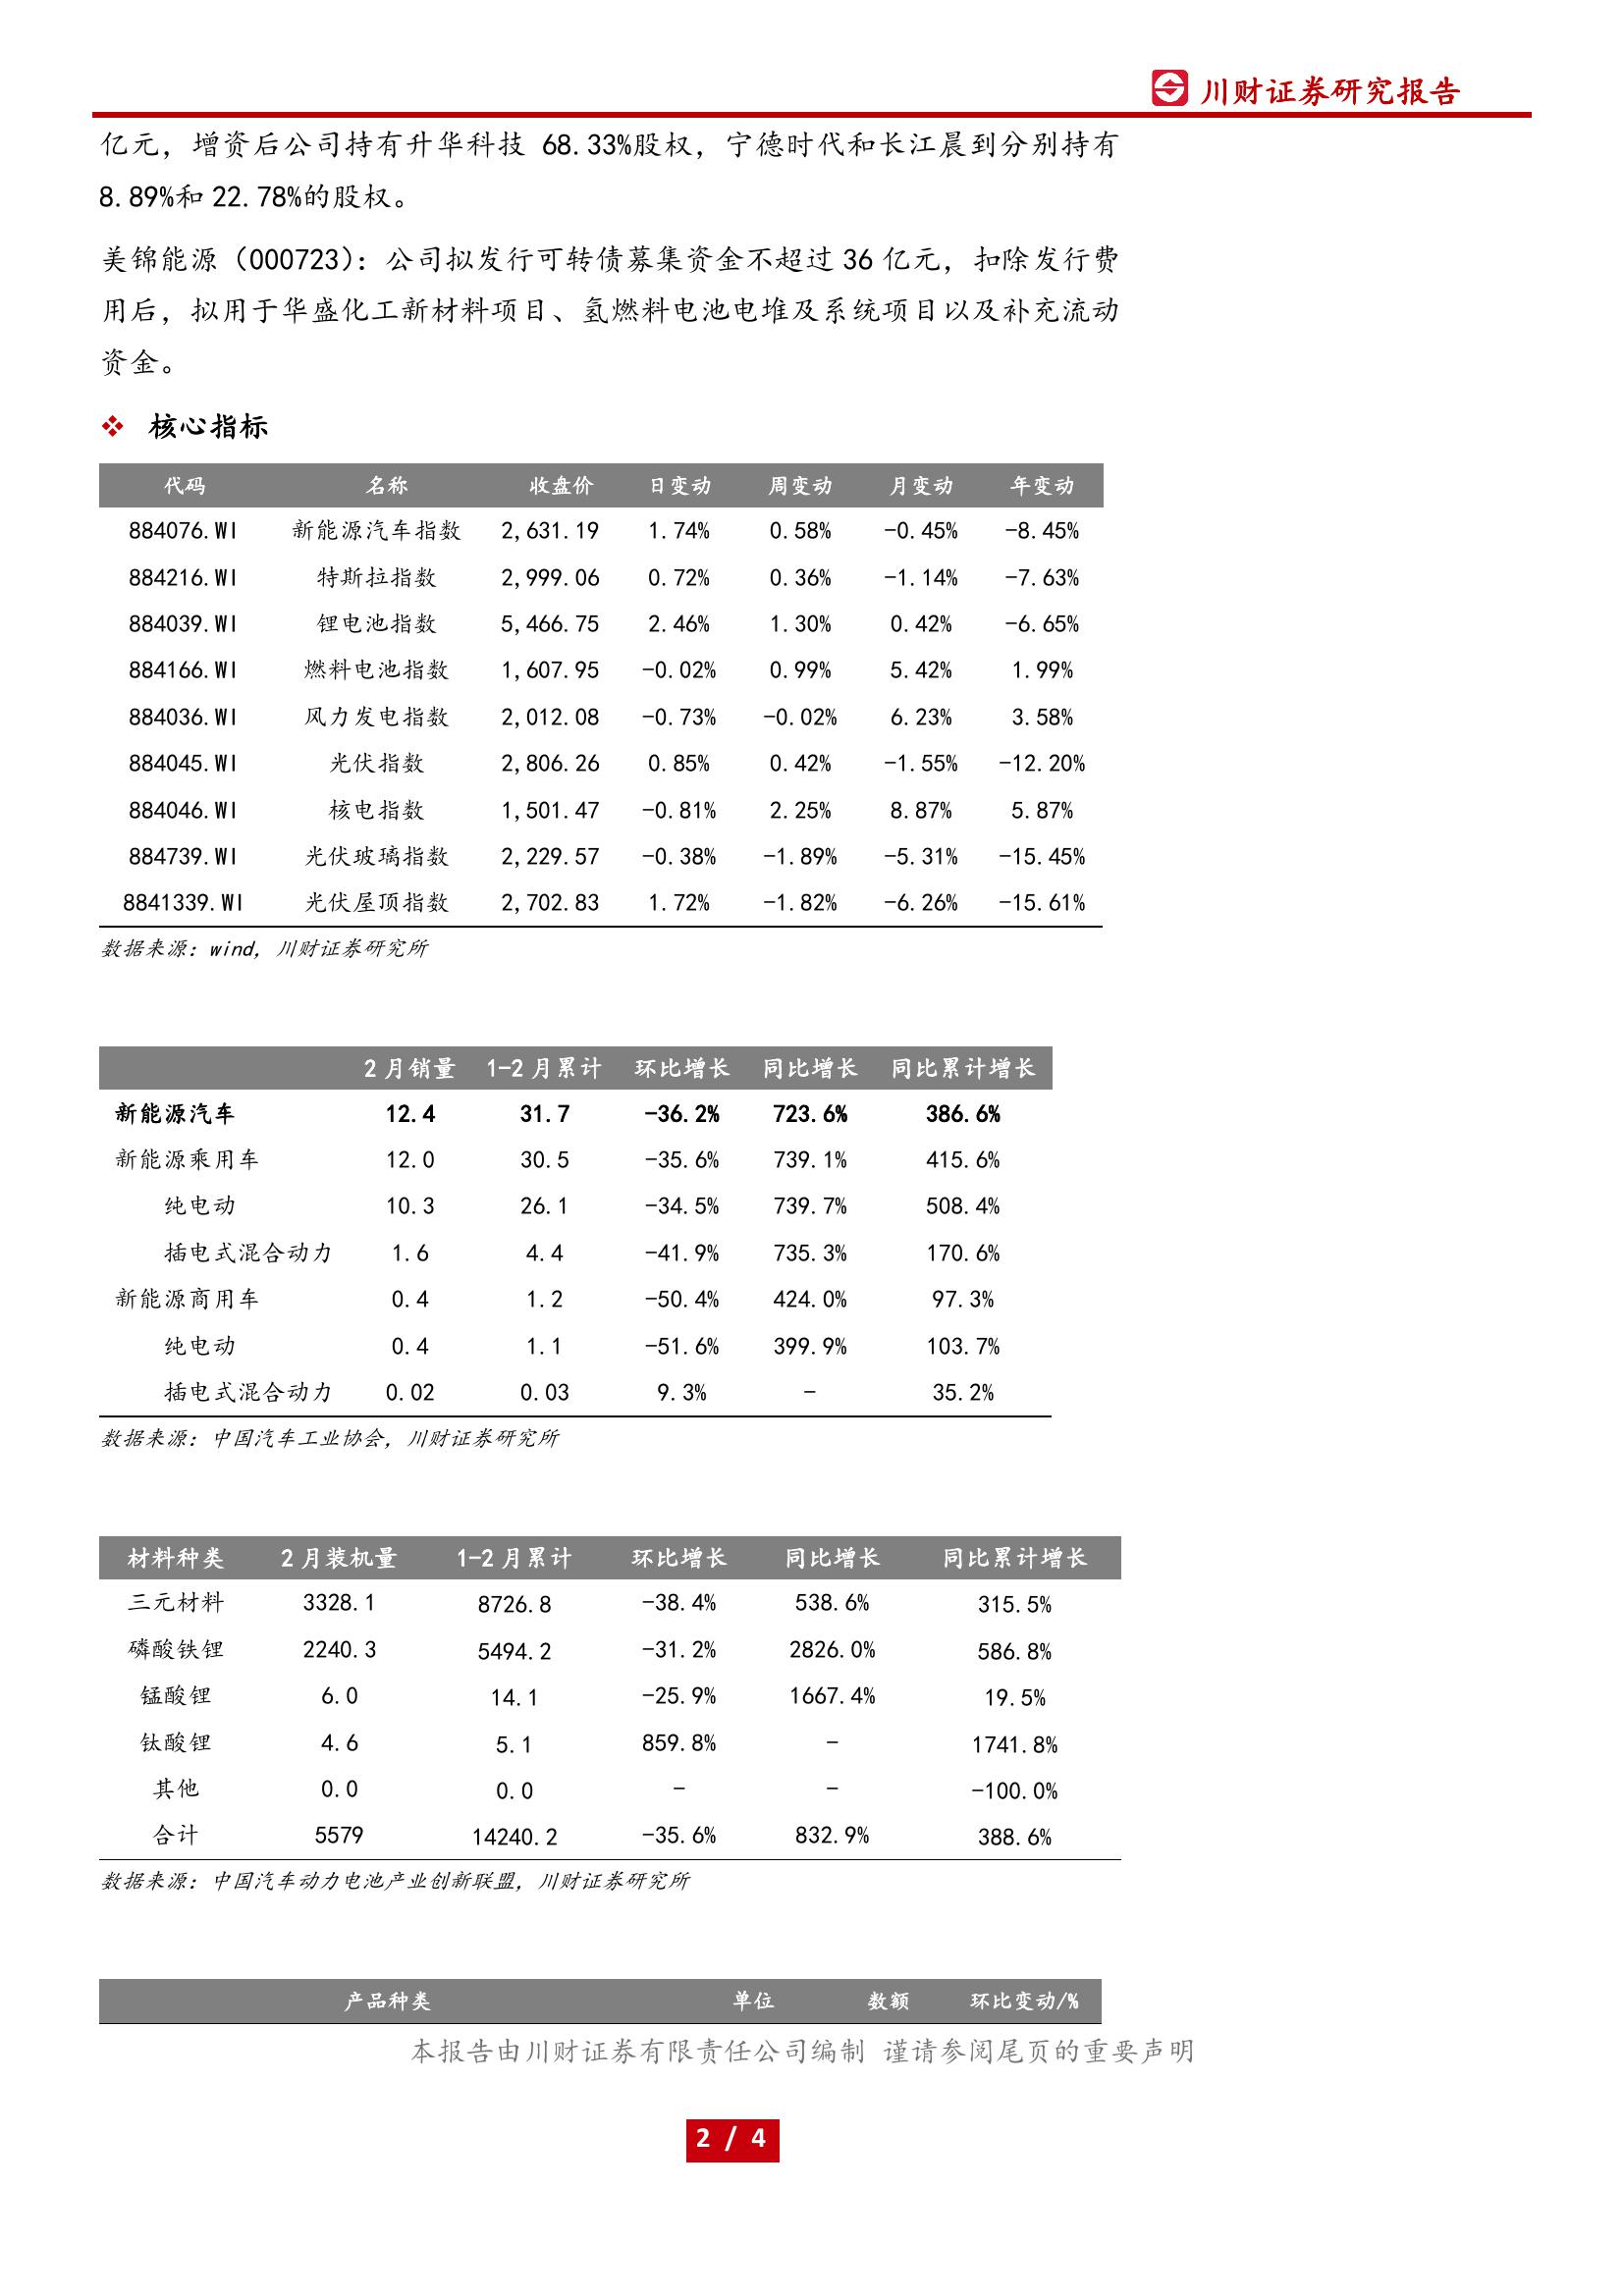 川财证券研究报告
亿元，增资后公司持有升华科技 68.33%股权，宁德时代和长江晨到分别持有
8.89%和 22.78%的股权。
美锦能源（000723）：公司拟发行可转债募集资金不超过 36 亿元，扣除发行费
用后，拟用于华盛化工新材料项目、氢燃料电池电堆及系统项目以及补充流动
资金。
❖ 核心指标
代码 名称 收盘价 日变动 周变动 月变动 年变动
884076.WI 新能源汽车指数 2,631.19 1.74% 0.58% -0.45% -8.45%
884216.WI 特斯拉指数 2,999.06 0.72% 0.36% -1.14% -7.63%
884039.WI 锂电池指数 5,466.75 2.46% 1.30% 0.42% -6.65%
884166.WI 燃料电池指数 1,607.95 -0.02% 0.99% 5.42% 1.99%
884036.WI 风力发电指数 2,012.08 -0.73% -0.02% 6.23% 3.58%
884045.WI 光伏指数 2,806.26 0.85% 0.42% -1.55% -12.20%
884046.WI 核电指数 1,501.47 -0.81% 2.25% 8.87% 5.87%
884739.WI 光伏玻璃指数 2,229.57 -0.38% -1.89% -5.31% -15.45%
8841339.WI 光伏屋顶指数 2,702.83 1.72% -1.82% -6.26% -15.61%
数据来源：wind，川财证券研究所
2 月销量 1-2 月累计 环比增长 同比增长 同比累计增长
新能源汽车 12.4 31.7 -36.2% 723.6% 386.6%
新能源乘用车 12.0 30.5 -35.6% 739.1% 415.6%
纯电动 10.3 26.1 -34.5% 739.7% 508.4%
插电式混合动力 1.6 4.4 -41.9% 735.3% 170.6%
新能源商用车 0.4 1.2 -50.4% 424.0% 97.3%
纯电动 0.4 1.1 -51.6% 399.9% 103.7%
插电式混合动力 0.02 0.03 9.3% - 35.2%
数据来源：中国汽车工业协会，川财证券研究所
材料种类 2 月装机量 1-2 月累计 环比增长 同比增长 同比累计增长
三元材料 3328.1 8726.8 -38.4% 538.6% 315.5%
磷酸铁锂 2240.3 5494.2 -31.2% 2826.0% 586.8%
锰酸锂 6.0 14.1 -25.9% 1667.4% 19.5%
钛酸锂 4.6 5.1 859.8% - 1741.8%
其他 0.0 0.0 - - -100.0%
合计 5579 14240.2 -35.6% 832.9% 388.6%
数据来源：中国汽车动力电池产业创新联盟，川财证券研究所
产品种类 单位 数额 环比变动/%
本报告由川财证券有限责任公司编制 谨请参阅尾页的重要声明
2 / 4